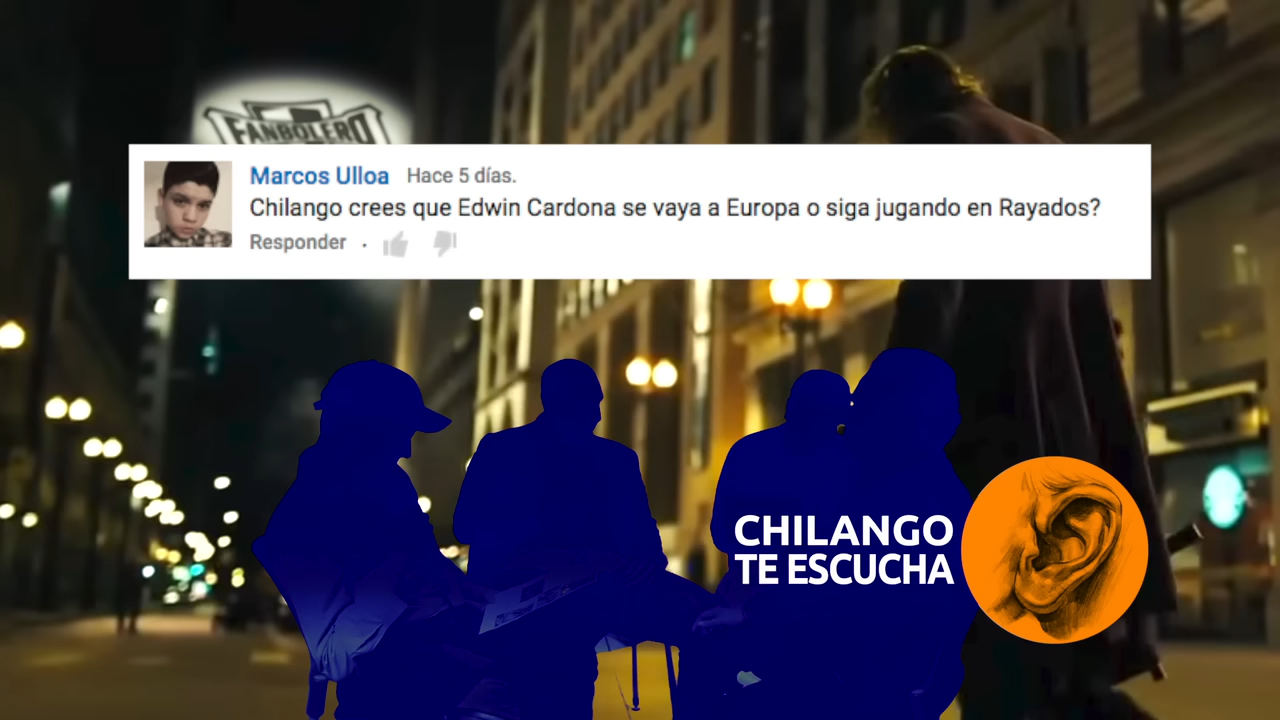 FANBOLERO
Marcos Ulloa Hace 5 días.
Chilango crees que Edwin Cardona se vaya a Europa o siga jugando en Rayados?
Responder .
CHILANGO
TE ESCUCHA